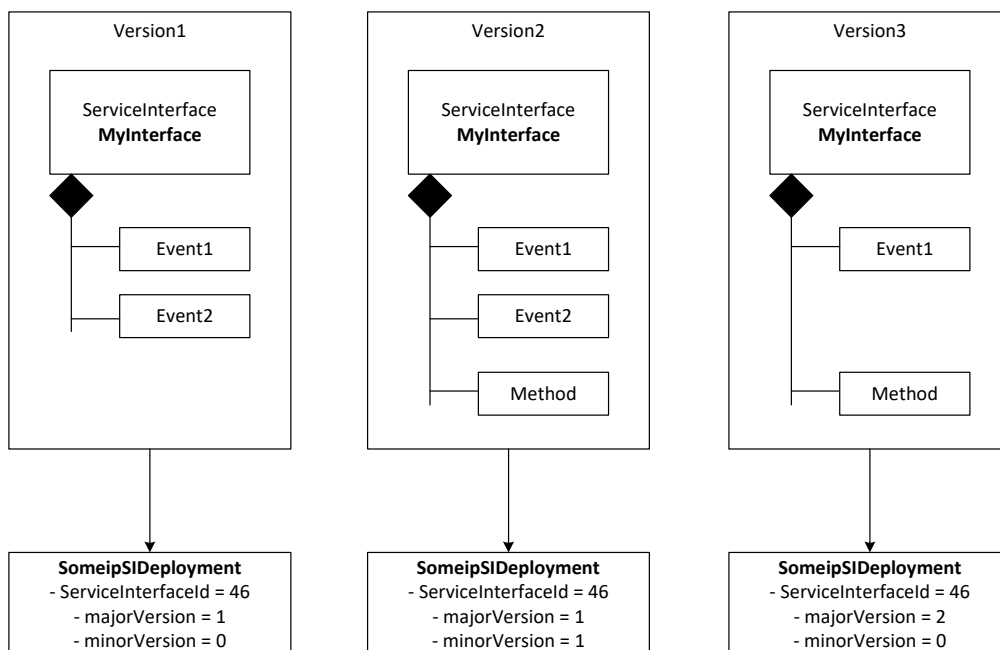 Version1
ServiceInterface
MyInterface
Event1
Event2
SomeipSIDeployment
- ServiceInterfaceId = 46
- majorVersion = 1
- minorVersion = 0
Version2
ServiceInterface
MyInterface
Event1
Event2
Method
SomeipSIDeployment
- ServiceInterfaceId = 46
- majorVersion = 1
- minorVersion = 1
Version3
ServiceInterface
MyInterface
Event1
Method
SomeipSIDeployment
- ServiceInterfaceId = 46
- majorVersion = 2
- minorVersion = 0